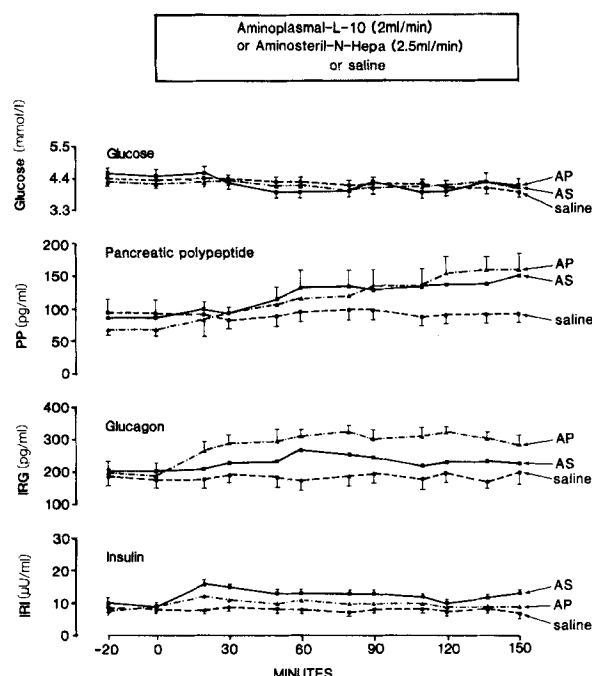 Aminoplasmal-L-10 (2ml/min)
or Aminosteril-N-Hepa (2.5ml/min)
or saline
Glucose (mmol/l)
5.5
4.4
3.3
Glucose
AP
AS
saline
PP (pg/ml)
200
150
100
50
0
Pancreatic polypeptide
AP
AS
saline
IRG (pg/ml)
400
300
200
100
Glucagon
AP
AS
saline
IRI (µU/ml)
30
20
10
0
Insulin
AS
AP
saline
-20 0 30 60 90 120 150
MINUTES